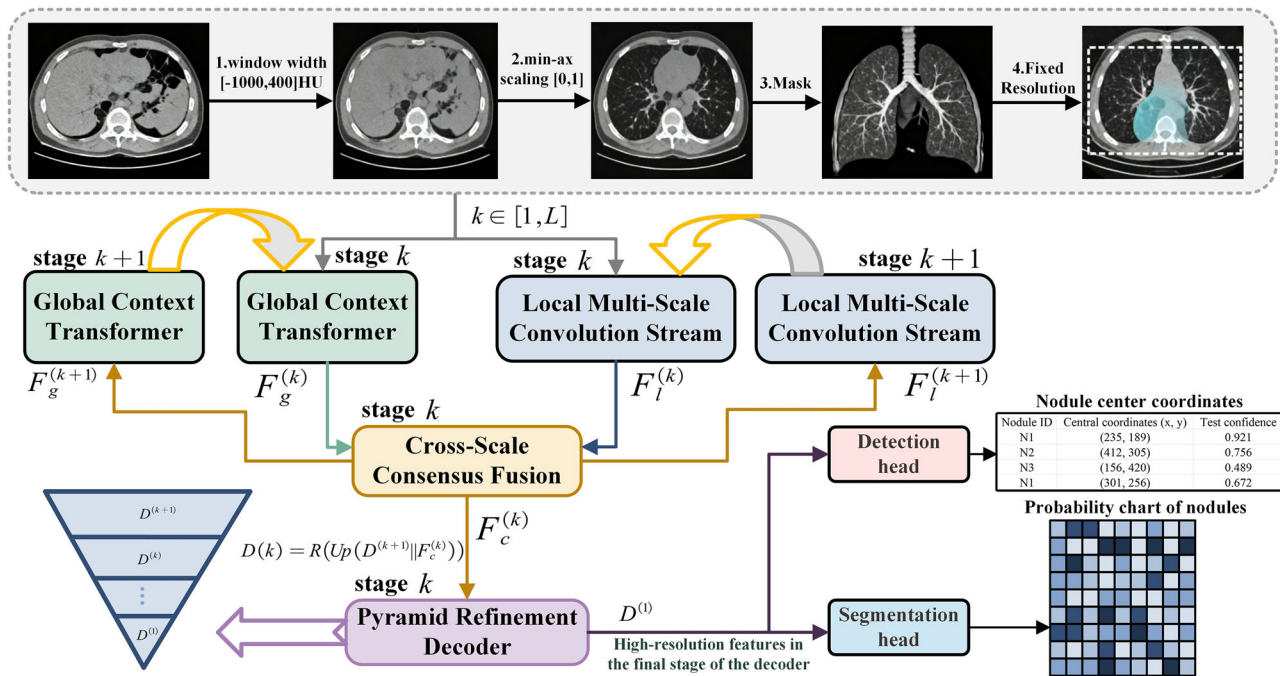 1.window width
[-1000,400]HU
2.min-ax
scaling [0,1]
3.Mask
4.Fixed
Resolution
k ∈ [1, L]
stage k + 1
Global Context
Transformer
stage k
Global Context
Transformer
stage k
Local Multi-Scale
Convolution Stream
stage k + 1
Local Multi-Scale
Convolution Stream
F_g^(k+1)
F_g^(k)
F_l^(k)
F_l^(k+1)
stage k
Cross-Scale
Consensus Fusion
F_c^(k)
D(k) = R(Up(D^(k+1)||F_c^(k)))
stage k
Pyramid Refinement
Decoder
D^(k+1)
D^(k)
⋮
D^(1)
D^(1)
High-resolution features in
the final stage of the decoder
Detection
head
Segmentation
head
Nodule center coordinates
Nodule ID Central coordinates (x, y) Test confidence
N1 (235, 189) 0.921
N2 (412, 305) 0.756
N3 (156, 420) 0.489
N1 (301, 256) 0.672
Probability chart of nodules